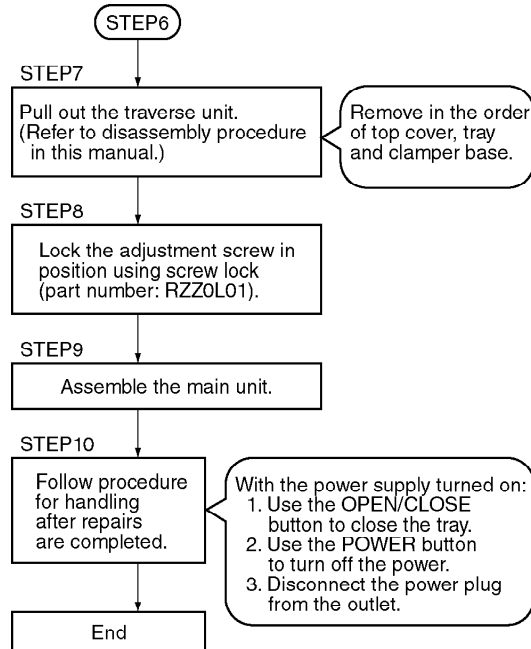 STEP6
STEP7
Pull out the traverse unit.
(Refer to disassembly procedure
in this manual.)
Remove in the order
of top cover, tray
and clamper base.
STEP8
Lock the adjustment screw in
position using screw lock
(part number: RZZ0L01).
STEP9
Assemble the main unit.
STEP10
Follow procedure
for handling
after repairs
are completed.
With the power supply turned on:
1. Use the OPEN/CLOSE
button to close the tray.
2. Use the POWER button
to turn off the power.
3. Disconnect the power plug
from the outlet.
End